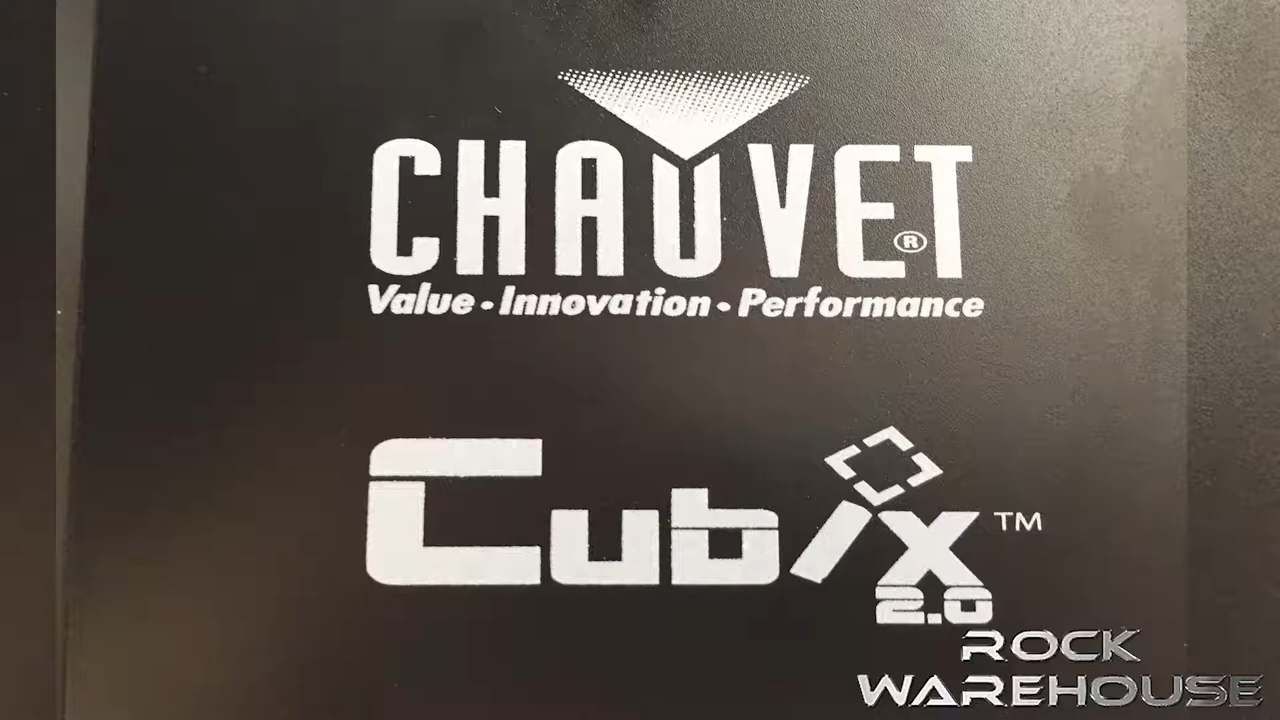 CHAUVET®
Value • Innovation • Performance
Cubix™
2.0
ROCK
WAREHOUSE